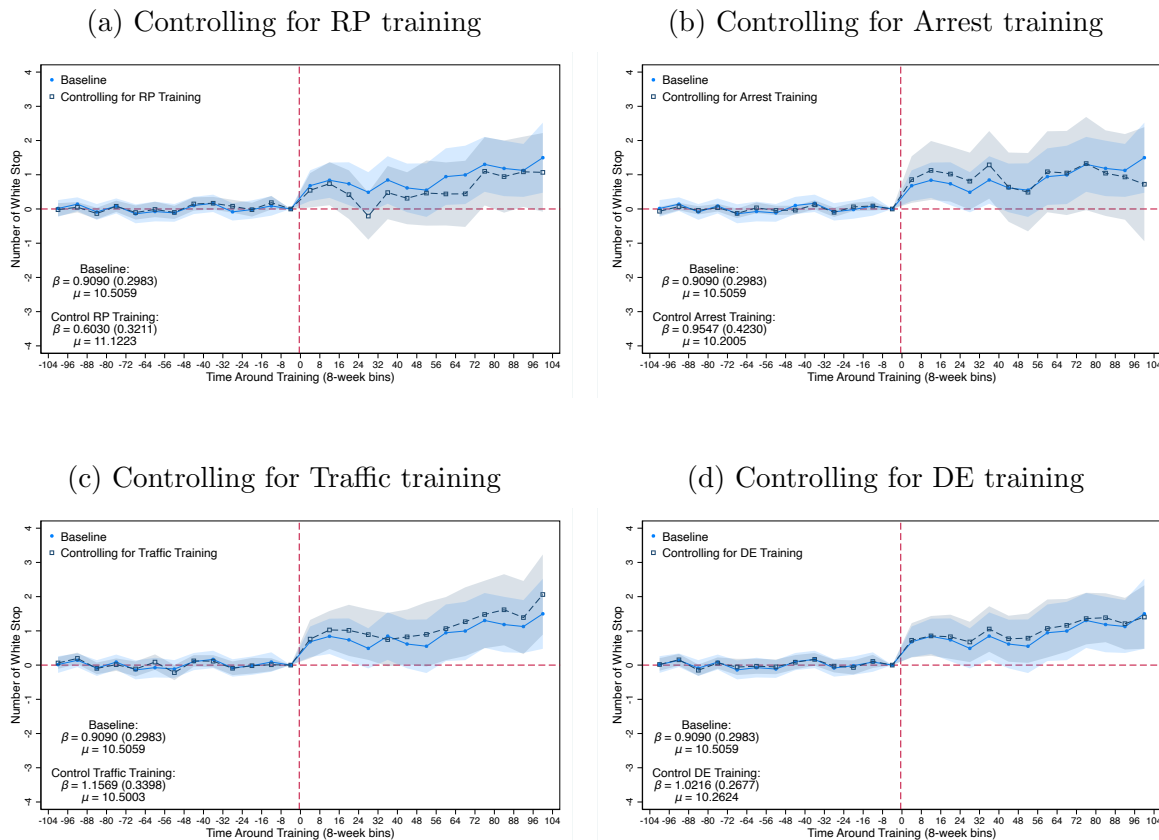 (a) Controlling for RP training
Number of White Stop
4
3
2
1
0
-1
-2
-3
-4
Baseline
Controlling for RP Training
Baseline:
β = 0.9090 (0.2983)
μ = 10.5059
Control RP Training:
β = 0.6030 (0.3211)
μ = 11.1223
-104 -96 -88 -80 -72 -64 -56 -48 -40 -32 -24 -16 -8 0 8 16 24 32 40 48 56 64 72 80 88 96 104
Time Around Training (8-week bins)
(b) Controlling for Arrest training
Number of White Stop
4
3
2
1
0
-1
-2
-3
-4
Baseline
Controlling for Arrest Training
Baseline:
β = 0.9090 (0.2983)
μ = 10.5059
Control Arrest Training:
β = 0.9547 (0.4230)
μ = 10.2005
-104 -96 -88 -80 -72 -64 -56 -48 -40 -32 -24 -16 -8 0 8 16 24 32 40 48 56 64 72 80 88 96 104
Time Around Training (8-week bins)
(c) Controlling for Traffic training
Number of White Stop
4
3
2
1
0
-1
-2
-3
-4
Baseline
Controlling for Traffic Training
Baseline:
β = 0.9090 (0.2983)
μ = 10.5059
Control Traffic Training:
β = 1.1569 (0.3398)
μ = 10.5003
-104 -96 -88 -80 -72 -64 -56 -48 -40 -32 -24 -16 -8 0 8 16 24 32 40 48 56 64 72 80 88 96 104
Time Around Training (8-week bins)
(d) Controlling for DE training
Number of White Stop
4
3
2
1
0
-1
-2
-3
-4
Baseline
Controlling for DE Training
Baseline:
β = 0.9090 (0.2983)
μ = 10.5059
Control DE Training:
β = 1.0216 (0.2677)
μ = 10.2624
-104 -96 -88 -80 -72 -64 -56 -48 -40 -32 -24 -16 -8 0 8 16 24 32 40 48 56 64 72 80 88 96 104
Time Around Training (8-week bins)